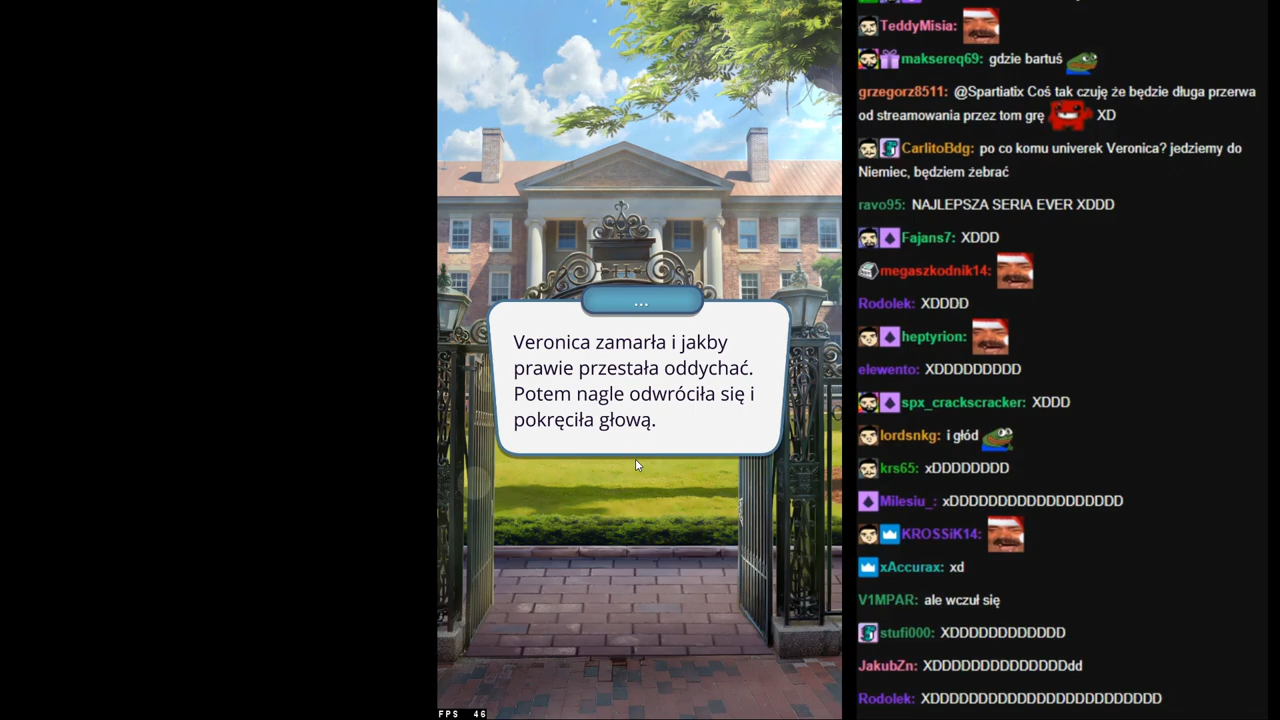 ...
Veronica zamarła i jakby
prawie przestała oddychać.
Potem nagle odwróciła się i
pokręciła głową.
FPS 46
TeddyMisia:
maksereq69: gdzie bartuś
grzegorz8511: @Spartiatix Coś tak czuję że będzie długa przerwa
od streamowania przez tom grę XD
CarlitoBdg: po co komu univerek Veronica? jedziemy do
Niemiec, będziem żebrać
ravo95: NAJLEPSZA SERIA EVER XDDD
Fajans7: XDDD
megaszkodnik14:
Rodolek: XDDDD
heptyrion:
elewento: XDDDDDDDDD
spx_crackscracker: XDDD
lordsnkg: i głód
krs65: xDDDDDDDD
Milesiu_: xDDDDDDDDDDDDDDDDDDD
KROSSiK14:
xAccurax: xd
V1MPAR: ale wczuł się
stufi000: XDDDDDDDDDDDD
JakubZn: XDDDDDDDDDDDDDDdd
Rodolek: XDDDDDDDDDDDDDDDDDDDDDDDD